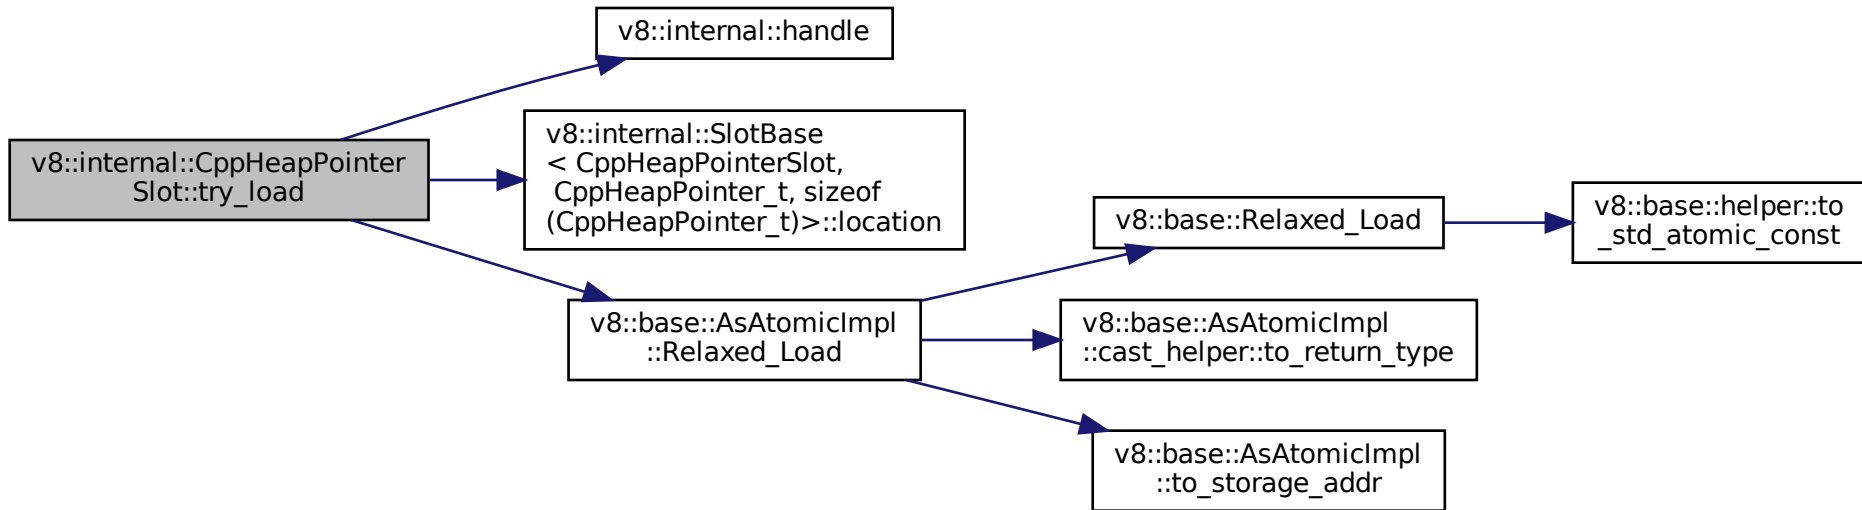 v8::internal::handle
v8::internal::CppHeapPointer
Slot::try_load
v8::internal::SlotBase
< CppHeapPointerSlot,
CppHeapPointer_t, sizeof
(CppHeapPointer_t)>::location
v8::base::AsAtomicImpl
::Relaxed_Load
v8::base::Relaxed_Load
v8::base::helper::to
_std_atomic_const
v8::base::AsAtomicImpl
::cast_helper::to_return_type
v8::base::AsAtomicImpl
::to_storage_addr